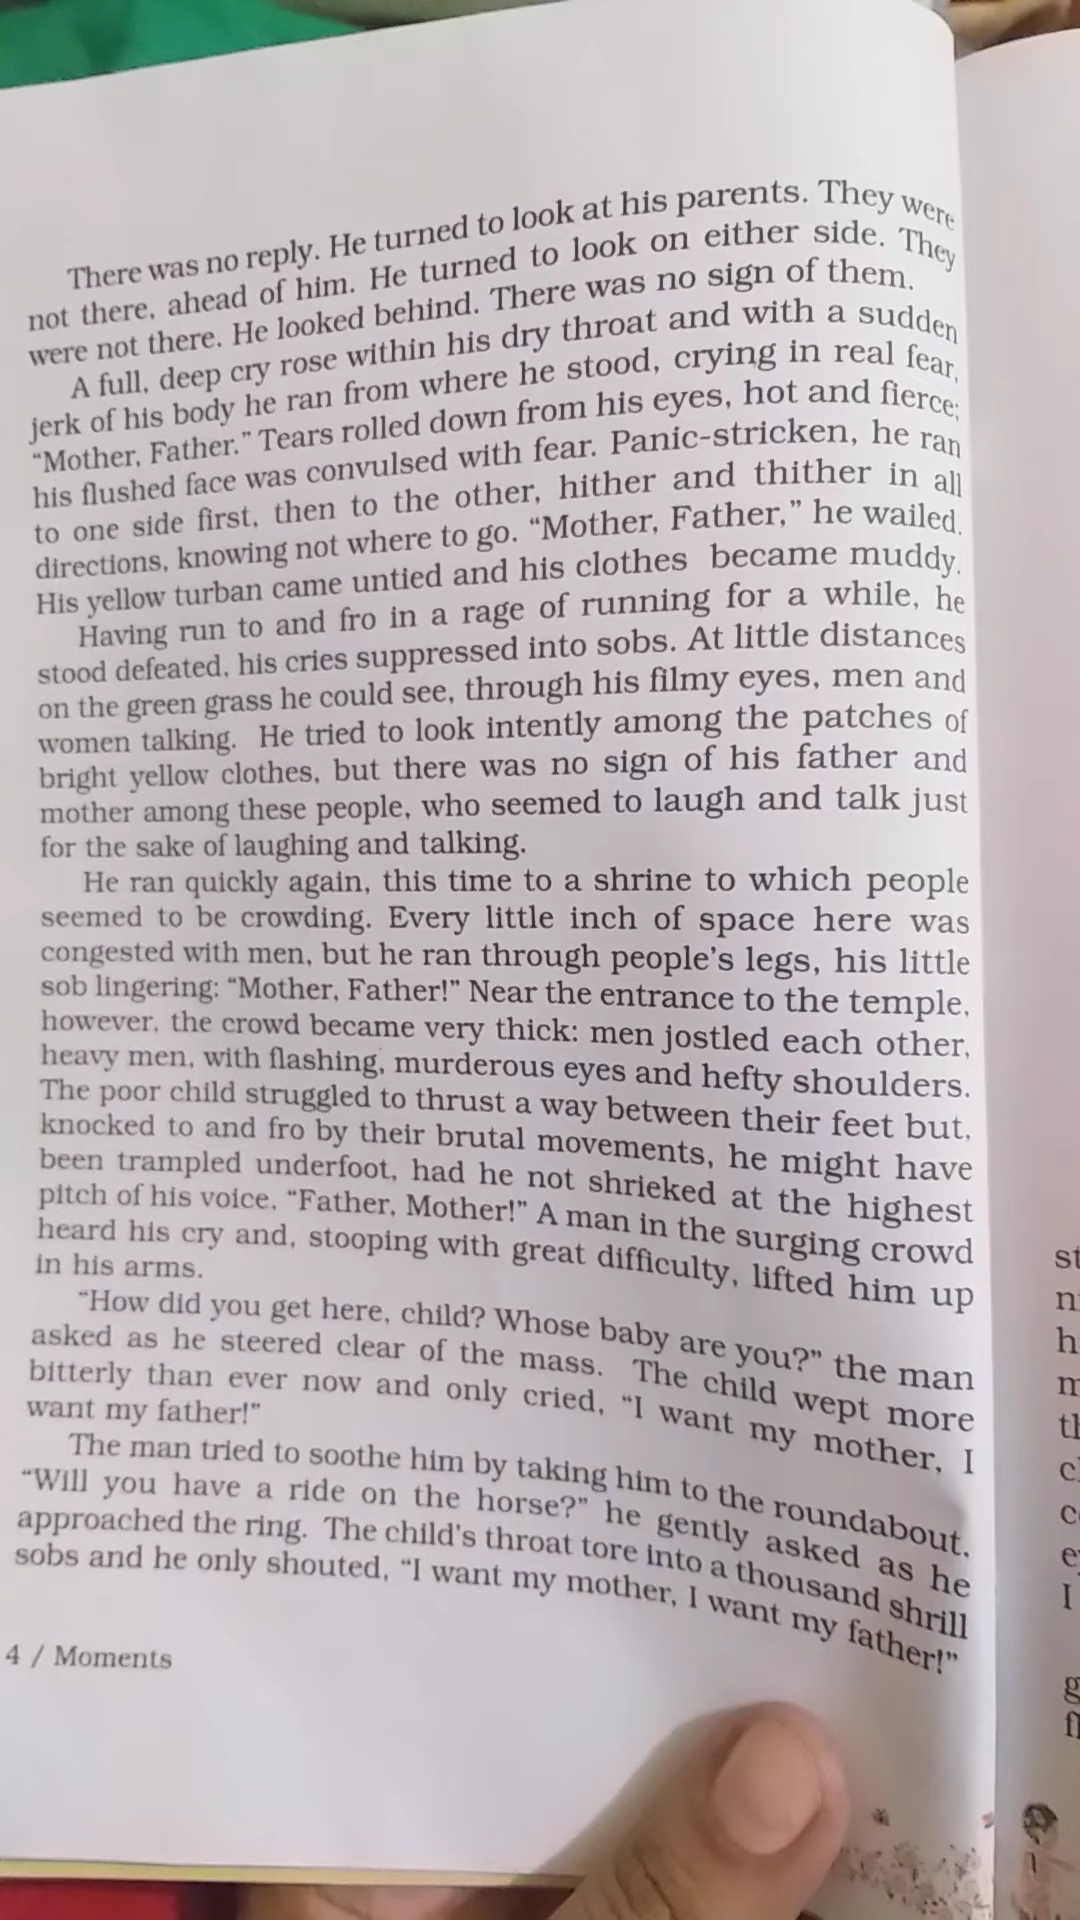 There was no reply. He turned to look at his parents. They were
not there, ahead of him. He turned to look on either side. They
were not there. He looked behind. There was no sign of them.
A full, deep cry rose within his dry throat and with a sudden
jerk of his body he ran from where he stood, crying in real fear,
“Mother, Father.” Tears rolled down from his eyes, hot and fierce;
his flushed face was convulsed with fear. Panic-stricken, he ran
to one side first, then to the other, hither and thither in all
directions, knowing not where to go. “Mother, Father,” he wailed.
His yellow turban came untied and his clothes became muddy.
Having run to and fro in a rage of running for a while, he
stood defeated, his cries suppressed into sobs. At little distances
on the green grass he could see, through his filmy eyes, men and
women talking. He tried to look intently among the patches of
bright yellow clothes, but there was no sign of his father and
mother among these people, who seemed to laugh and talk just
for the sake of laughing and talking.
He ran quickly again, this time to a shrine to which people
seemed to be crowding. Every little inch of space here was
congested with men, but he ran through people’s legs, his little
sob lingering: “Mother, Father!” Near the entrance to the temple,
however, the crowd became very thick: men jostled each other,
heavy men, with flashing, murderous eyes and hefty shoulders.
The poor child struggled to thrust a way between their feet but,
knocked to and fro by their brutal movements, he might have
been trampled underfoot, had he not shrieked at the highest
pitch of his voice, “Father, Mother!” A man in the surging crowd
heard his cry and, stooping with great difficulty, lifted him up
in his arms.
“How did you get here, child? Whose baby are you?” the man
asked as he steered clear of the mass. The child wept more
bitterly than ever now and only cried, “I want my mother, I
want my father!”
The man tried to soothe him by taking him to the roundabout.
“Will you have a ride on the horse?” he gently asked as he
approached the ring. The child’s throat tore into a thousand shrill
sobs and he only shouted, “I want my mother, I want my father!”
4 / Moments